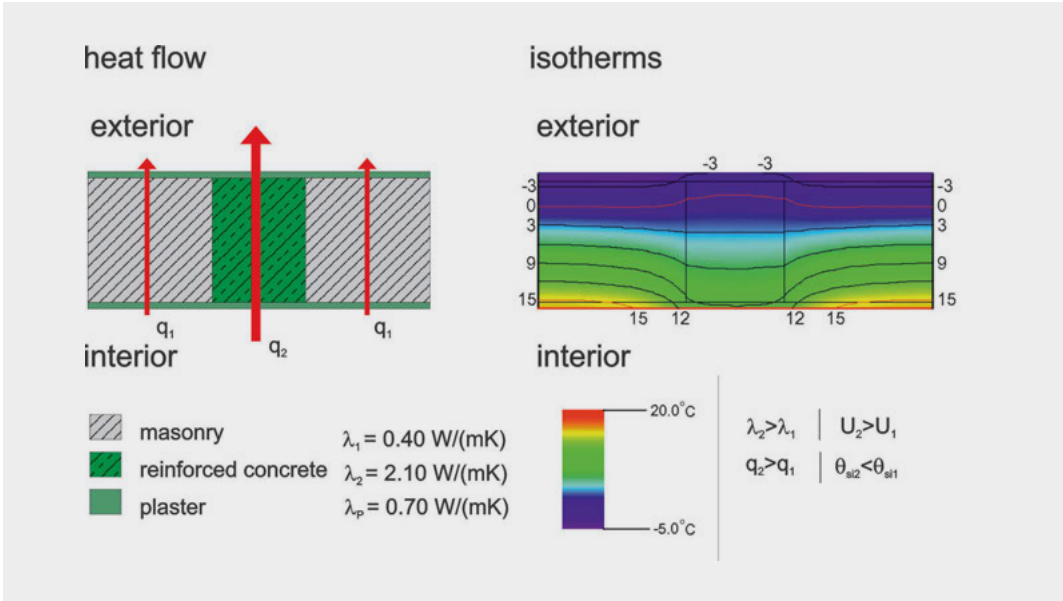 heat flow
exterior
q₁
q₂
q₁
interior
masonry
reinforced concrete
plaster
λ₁ = 0.40 W/(mK)
λ₂ = 2.10 W/(mK)
λₚ = 0.70 W/(mK)
isotherms
exterior
-3 -3
-3 -3
0 0
3 3
9 9
15 15
15 12 12 15
interior
20.0°C
-5.0°C
λ₂>λ₁ | U₂>U₁
q₂>q₁ | θsi2<θsi1